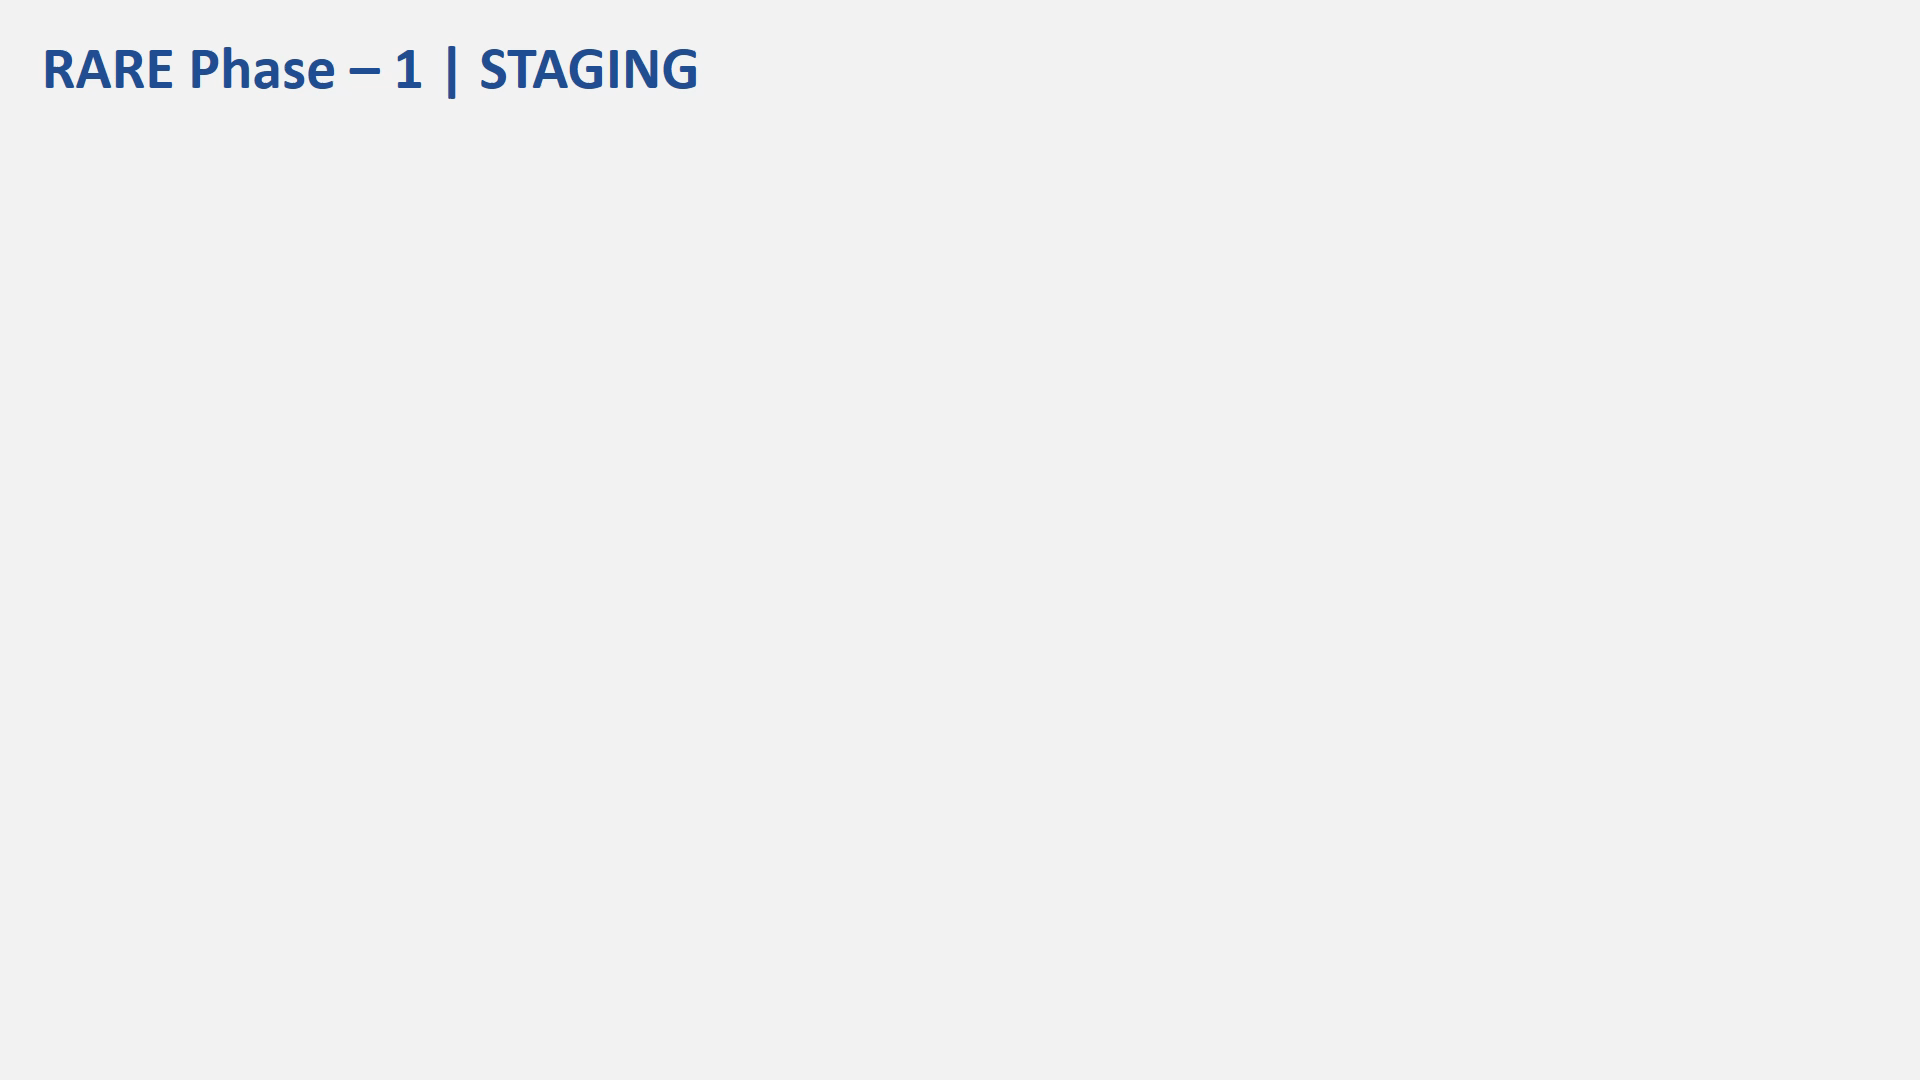 RARE Phase – 1 | STAGING